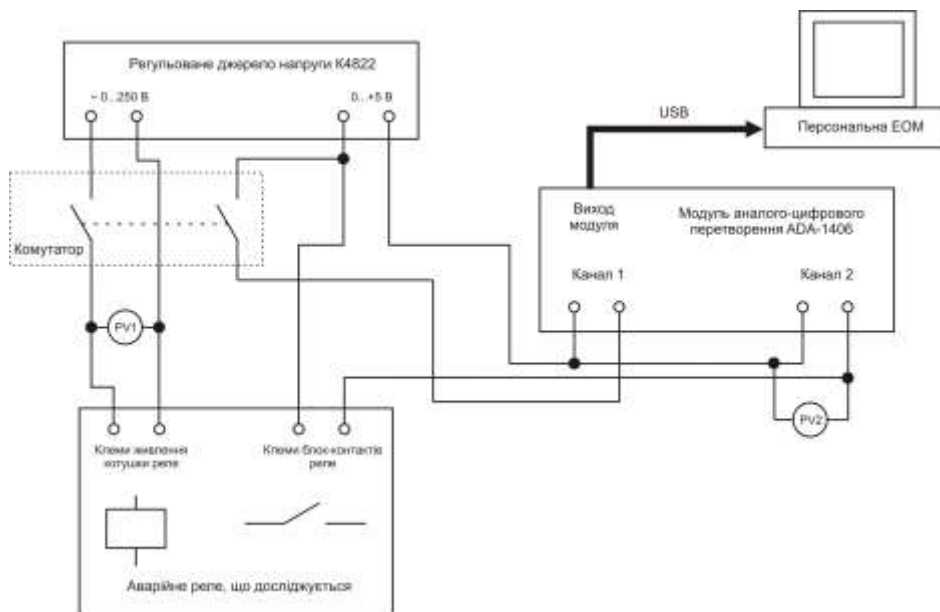 Регульоване джерело напруги К4822
~ 0...250 В
0...+5 В
USB
Персональна ЕОМ
Комутатор
Вихід
модуля
Модуль аналого-цифрового
перетворення ADA-1406
Канал 1
Канал 2
PV1
PV2
Клеми живлення
котушки реле
Клеми блок-контактів
реле
Аварійне реле, що досліджується